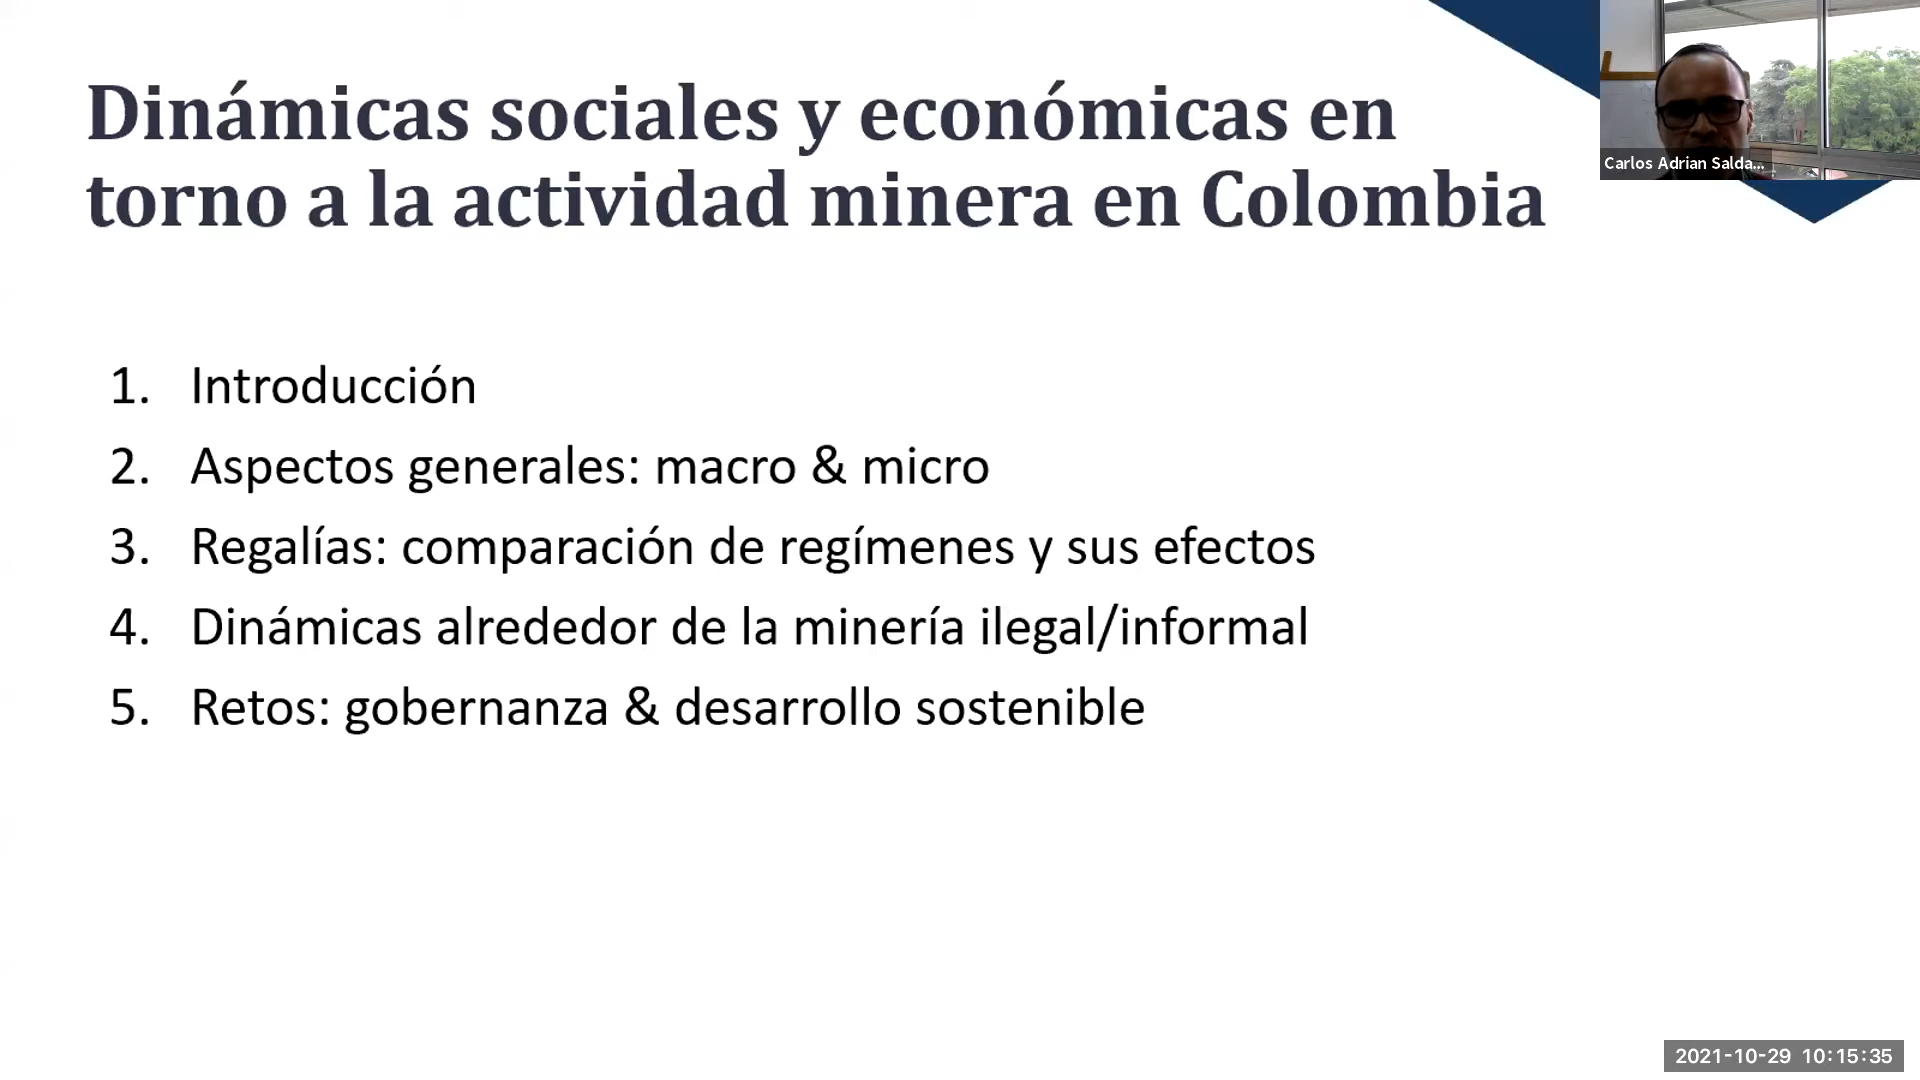 Dinámicas sociales y económicas en
torno a la actividad minera en Colombia
Carlos Adrian Salda...
1. Introducción
2. Aspectos generales: macro & micro
3. Regalías: comparación de regímenes y sus efectos
4. Dinámicas alrededor de la minería ilegal/informal
5. Retos: gobernanza & desarrollo sostenible
2021-10-29 10:15:35